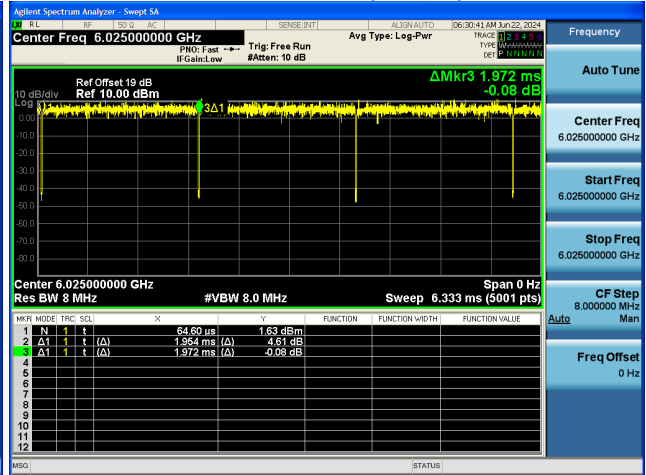 Agilent Spectrum Analyzer - Swept SA
LXI RL RF 50 Ω AC SENSE:INT ALIGN AUTO 06:30:41 AM Jun 22, 2024
Center Freq 6.025000000 GHz
PNO: Fast
IFGain:Low
Trig: Free Run
#Atten: 10 dB
Avg Type: Log-Pwr
TRACE 1 2 3 4 5 6
TYPE
DET P N N N N N
Ref Offset 19 dB
Ref 10.00 dBm
10 dB/div
Log
ΔMkr3 1.972 ms
-0.08 dB
3Δ1
0.00
-10.0
-20.0
-30.0
-40.0
-50.0
-60.0
-70.0
-80.0
Center 6.025000000 GHz Span 0 Hz
Res BW 8 MHz #VBW 8.0 MHz Sweep 6.333 ms (5001 pts)
MKR MODE TRC SCL X Y FUNCTION FUNCTION WIDTH FUNCTION VALUE
1 N 1 t 64.60 µs 1.63 dBm
2 Δ1 1 t (Δ) 1.954 ms (Δ) 4.61 dB
3 Δ1 1 t (Δ) 1.972 ms (Δ) -0.08 dB
4
5
6
7
8
9
10
11
12
MSG STATUS
Frequency
Auto Tune
Center Freq
6.025000000 GHz
Start Freq
6.025000000 GHz
Stop Freq
6.025000000 GHz
CF Step
8.000000 MHz
Auto Man
Freq Offset
0 Hz